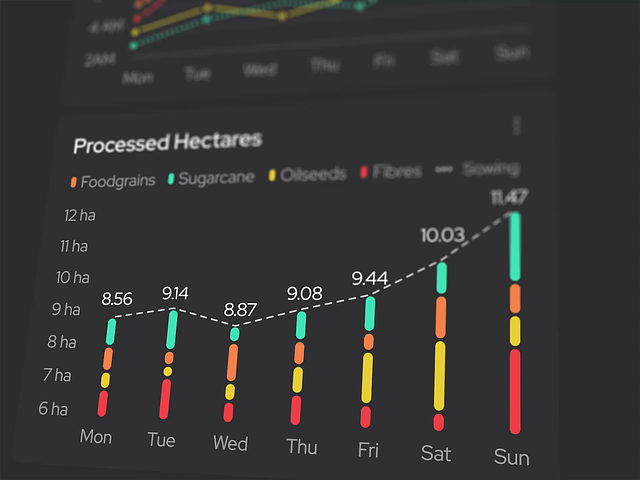 4 AM
2AM
Mon Tue Wed Thu Fri Sat Sun
Processed Hectares
Foodgrains Sugarcane Oilseeds Fibres Sowing
12 ha
11 ha
10 ha
9 ha
8 ha
7 ha
6 ha
8.56 9.14 8.87 9.08 9.44 10.03 11.47
Mon Tue Wed Thu Fri Sat Sun